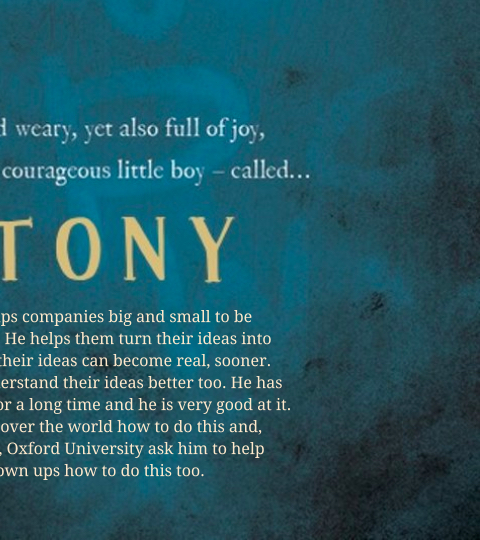 d weary, yet also full of joy,
courageous little boy – called...
TONY
ps companies big and small to be
He helps them turn their ideas into
their ideas can become real, sooner.
erstand their ideas better too. He has
or a long time and he is very good at it.
over the world how to do this and,
, Oxford University ask him to help
own ups how to do this too.